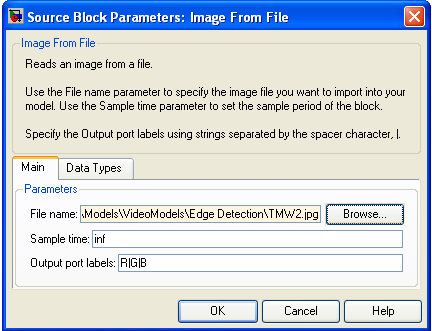 Source Block Parameters: Image From File
Image From File
Reads an image from a file.
Use the File name parameter to specify the image file you want to import into your
model. Use the Sample time parameter to set the sample period of the block.
Specify the Output port labels using strings separated by the spacer character, |.
Main Data Types
Parameters
File name: \Models\VideoModels\Edge Detection\TMW2.jpg Browse...
Sample time: inf
Output port labels: R|G|B
OK Cancel Help